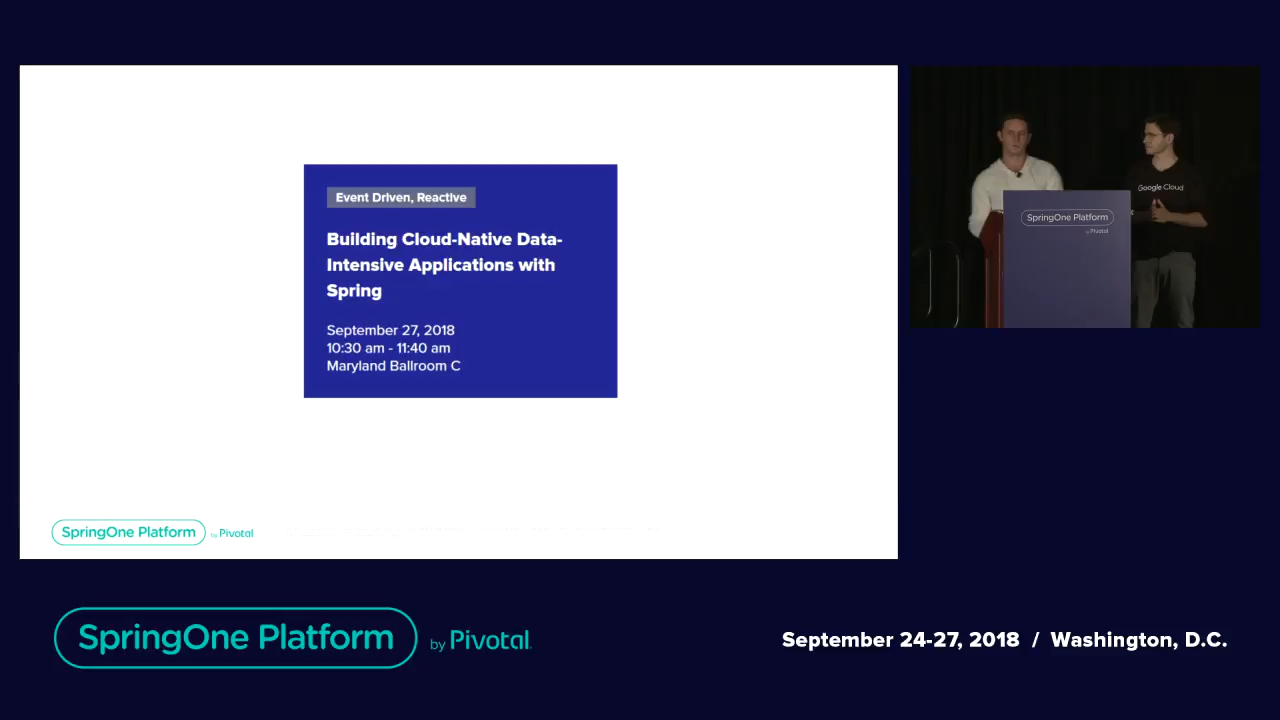 Event Driven, Reactive
Building Cloud-Native Data-
Intensive Applications with
Spring
September 27, 2018
10:30 am - 11:40 am
Maryland Ballroom C
SpringOne Platform by Pivotal
Google Cloud
SpringOne Platform
by Pivotal
SpringOne Platform by Pivotal
September 24-27, 2018 / Washington, D.C.